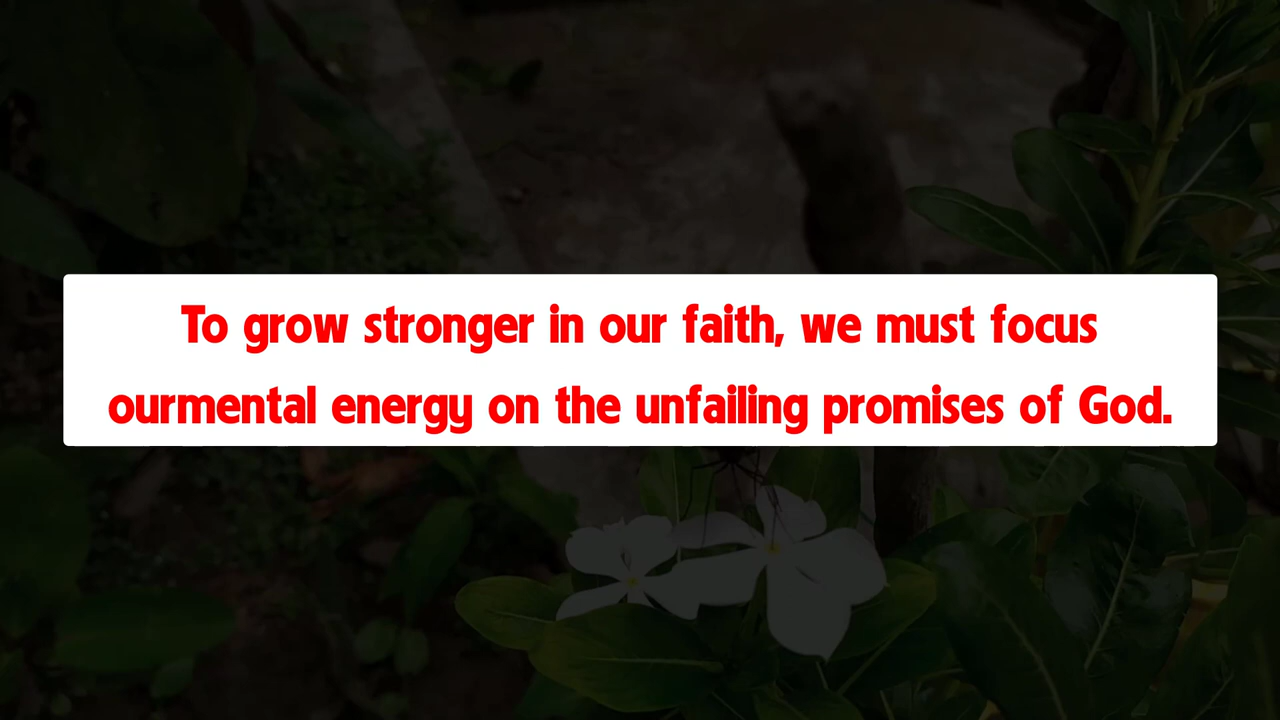 To grow stronger in our faith, we must focus
ourmental energy on the unfailing promises of God.